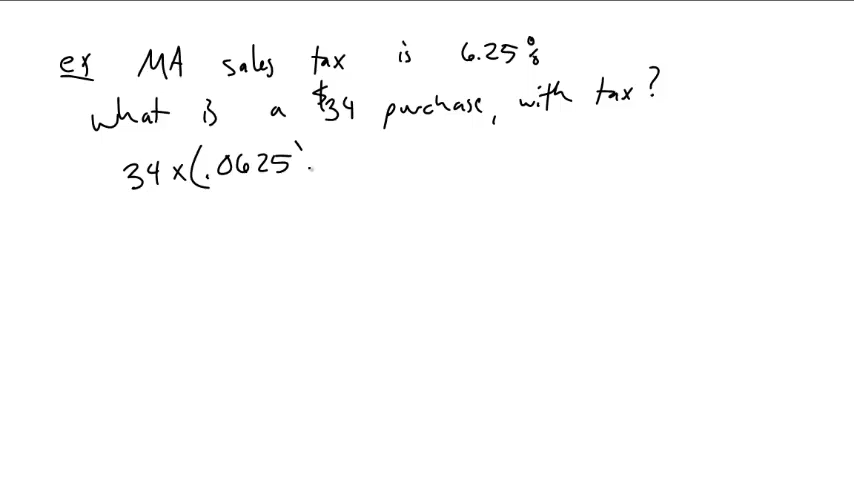 ex MA sales tax is 6.25%
What is a $34 purchase, with tax?
34 x (.0625